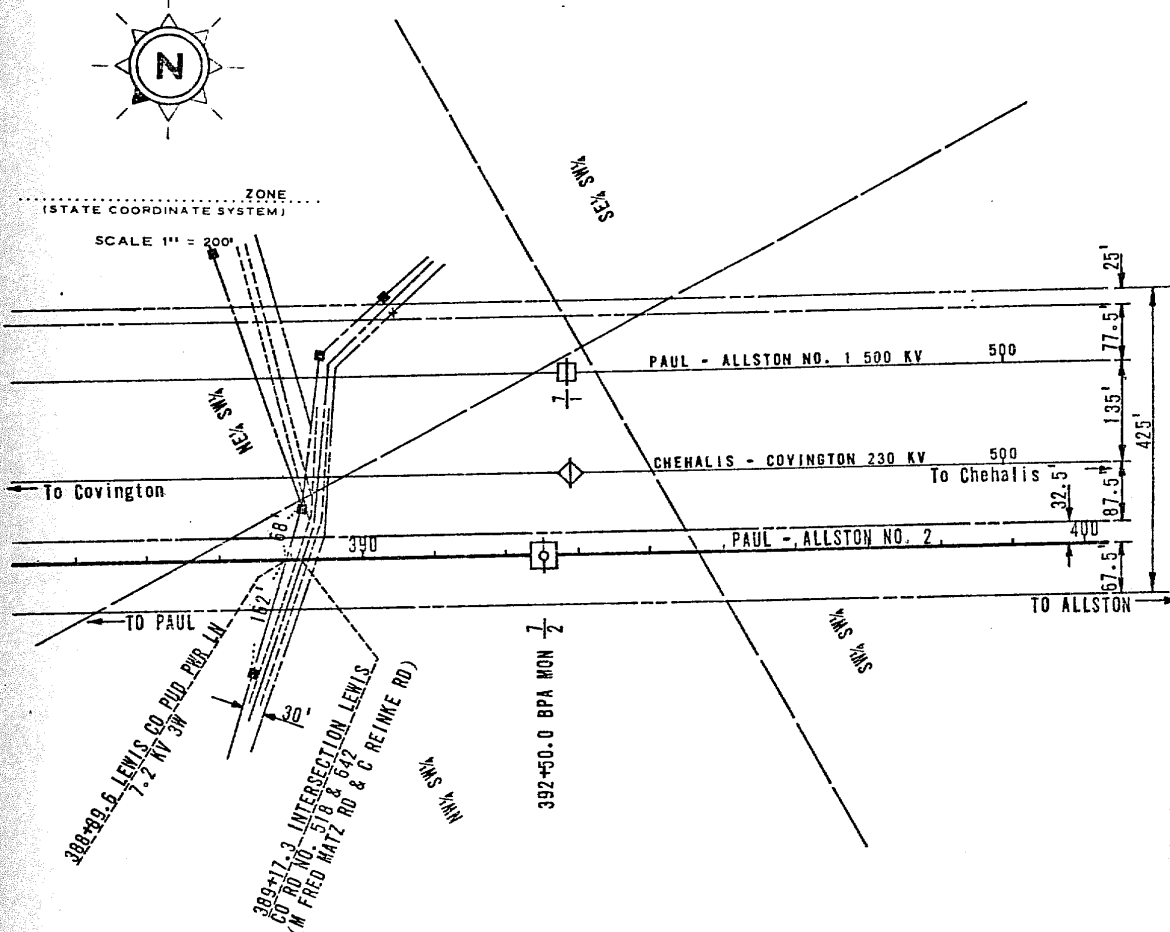 N
ZONE
(STATE COORDINATE SYSTEM)
SCALE 1" = 200'
SE¼ SW¼
25'
77.5'
PAUL - ALLSTON NO. 1 500 KV
500
7/1
135'
425'
NE¼ SW¼
CHEHALIS - COVINGTON 230 KV
500
To Chehalis
To Covington
87.5'
32.5'
68'
390
PAUL - ALLSTON NO. 2
400
67.5'
162'
TO PAUL
TO ALLSTON
392+50.0 BPA MON 7/2
SW¼ SW¼
30'
388+89.6 LEWIS CO PUD PWR LN
7.2 KV 3W
389+17.3 INTERSECTION LEWIS
CO RD NO. 518 & 642
FRED MATZ RD & C REINKE RD)
NW¼ SW¼